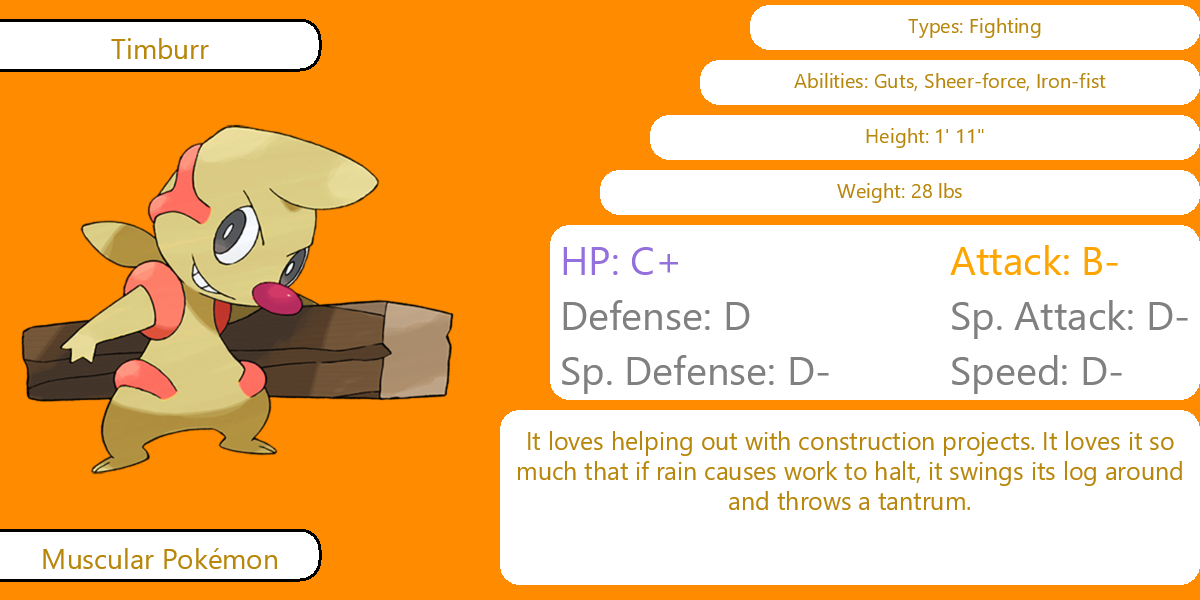 Timburr
Types: Fighting
Abilities: Guts, Sheer-force, Iron-fist
Height: 1' 11"
Weight: 28 lbs
HP: C+
Attack: B-
Defense: D
Sp. Attack: D-
Sp. Defense: D-
Speed: D-
It loves helping out with construction projects. It loves it so
much that if rain causes work to halt, it swings its log around
and throws a tantrum.
Muscular Pokémon